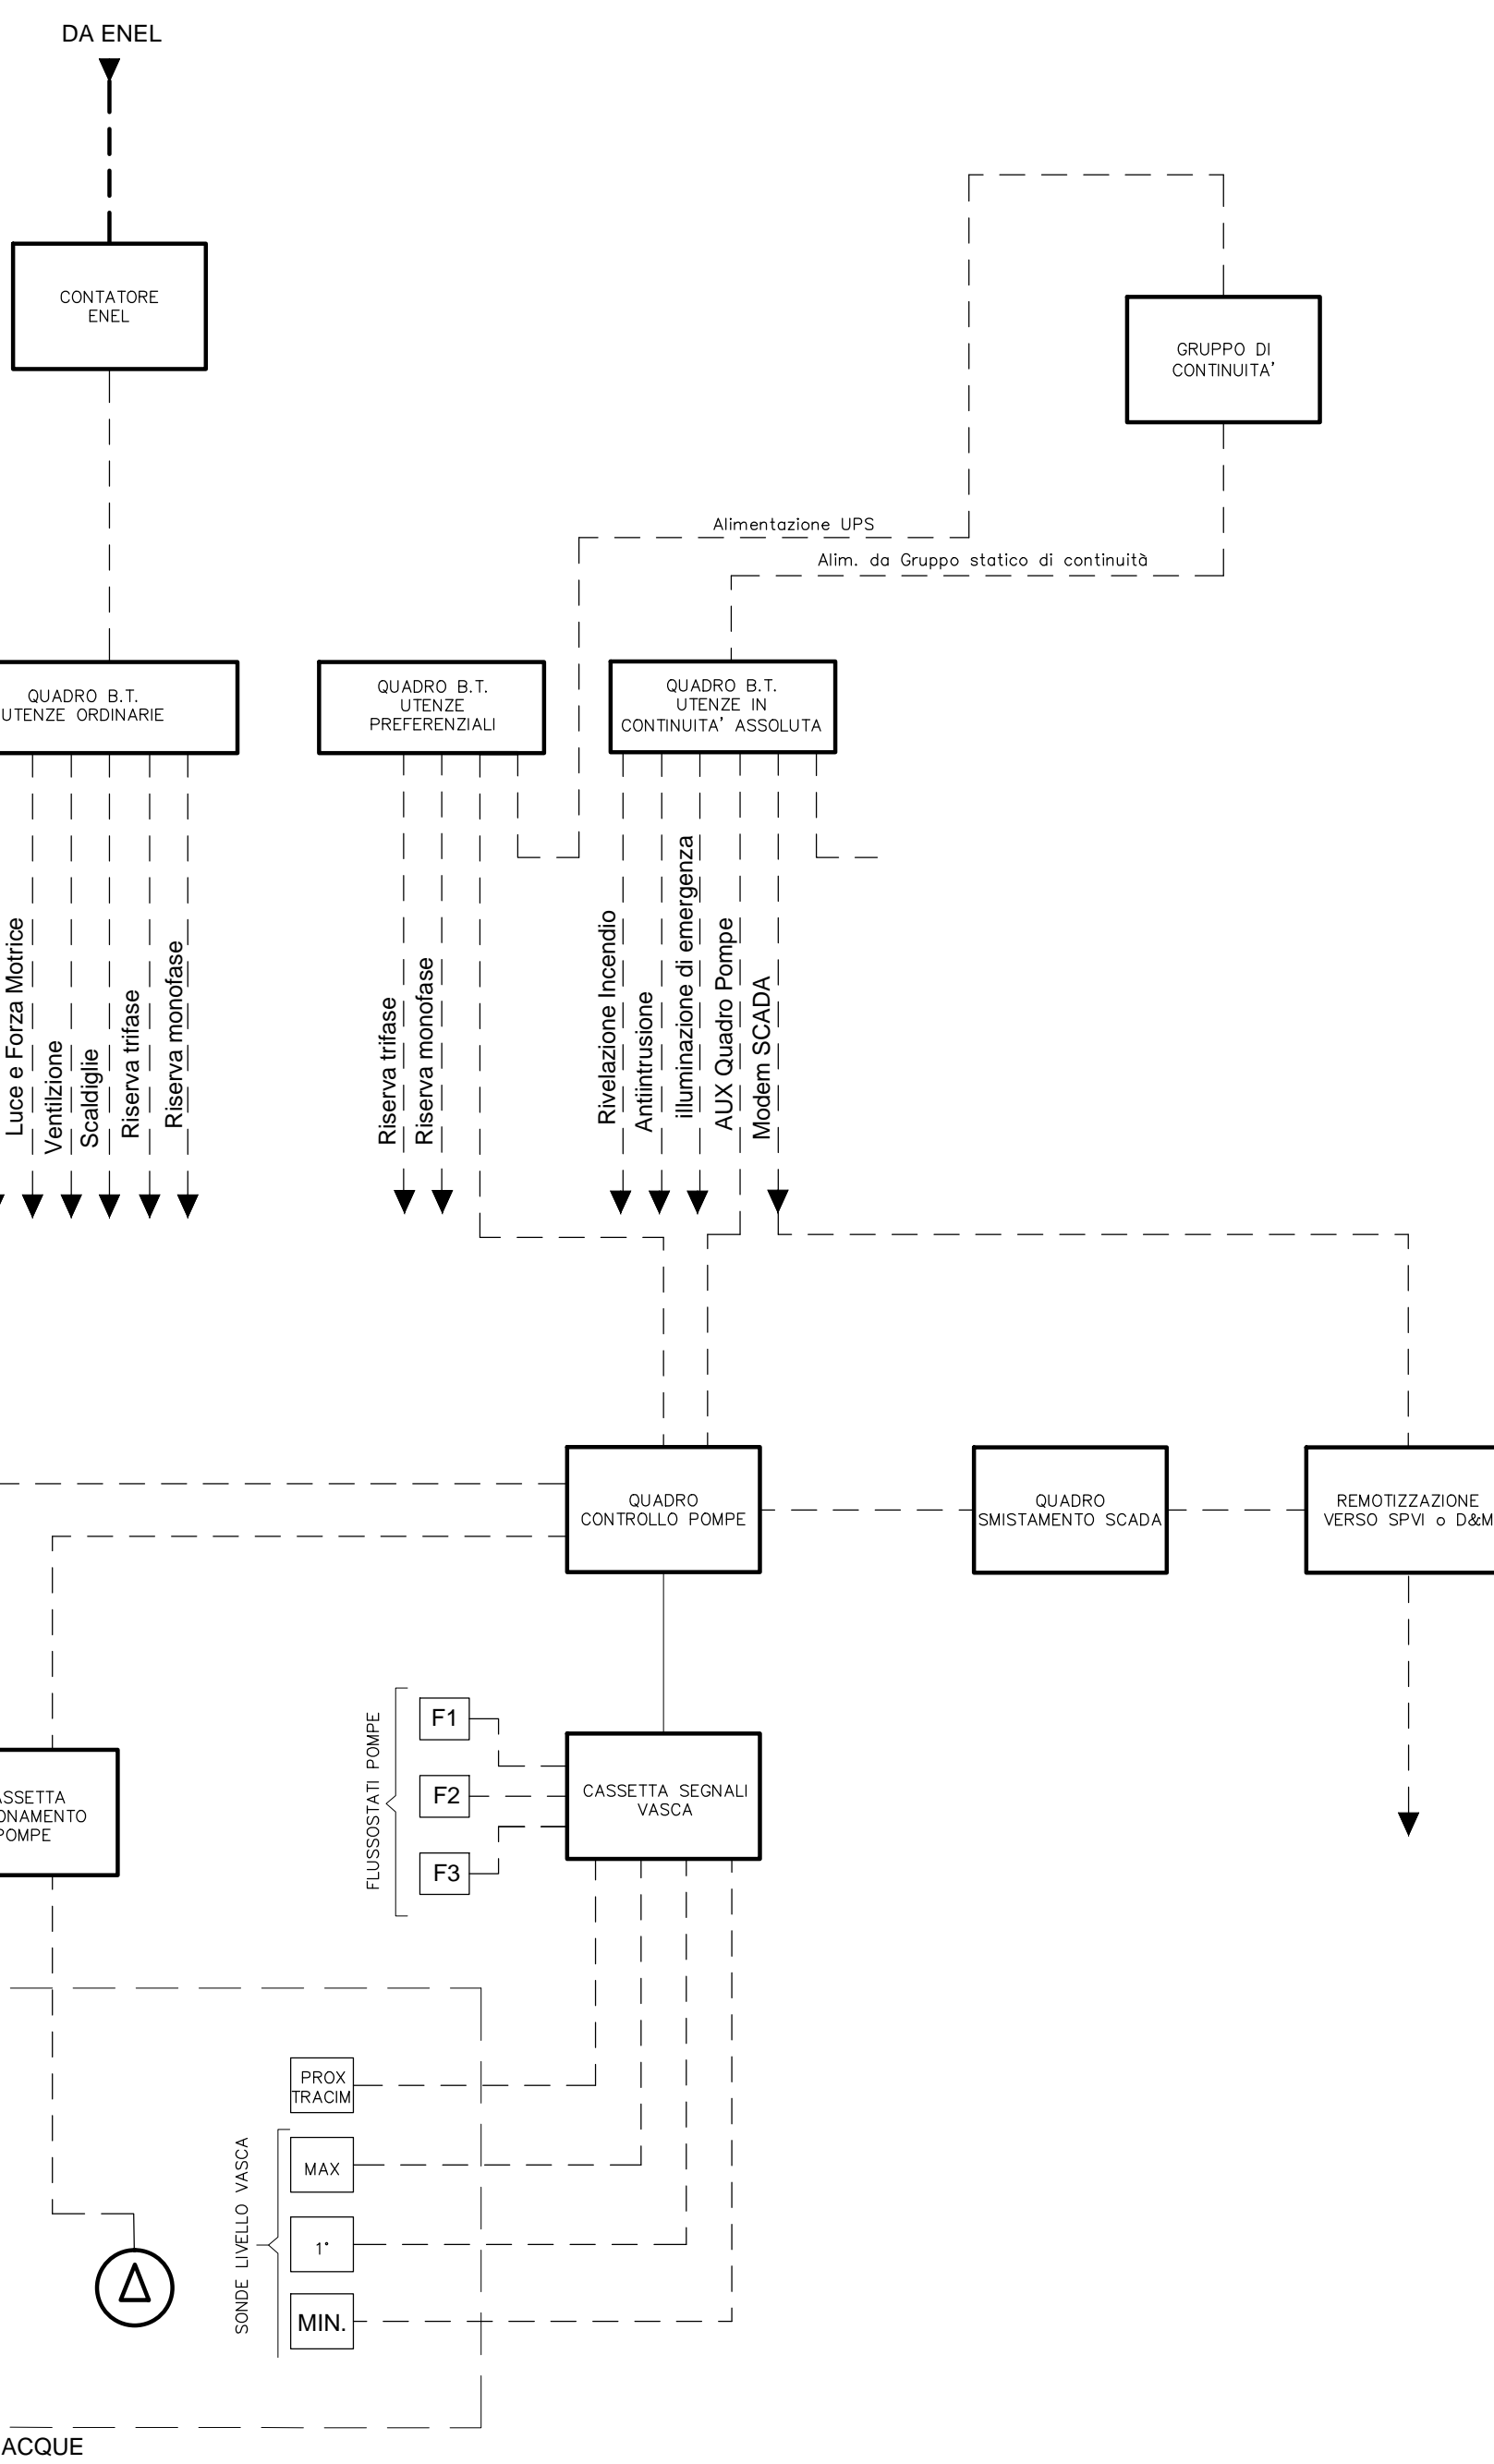 DA ENEL
CONTATORE
ENEL
GRUPPO DI
CONTINUITA'
Alimentazione UPS
Alim. da Gruppo statico di continuità
QUADRO B.T.
UTENZE ORDINARIE
QUADRO B.T.
UTENZE
PREFERENZIALI
QUADRO B.T.
UTENZE IN
CONTINUITA' ASSOLUTA
Luce e Forza Motrice
Ventilzione
Scaldiglie
Riserva trifase
Riserva monofase
Riserva trifase
Riserva monofase
Rivelazione Incendio
Antiintrusione
illuminazione di emergenza
AUX Quadro Pompe
Modem SCADA
QUADRO
CONTROLLO POMPE
QUADRO
SMISTAMENTO SCADA
REMOTIZZAZIONE
VERSO SPVI o D&M
FLUSSOSTATI POMPE
F1
F2
F3
CASSETTA SEGNALI
VASCA
ASSETTA
ONAMENTO
POMPE
PROX
TRACIM
SONDE LIVELLO VASCA
MAX
1°
MIN.
ACQUE